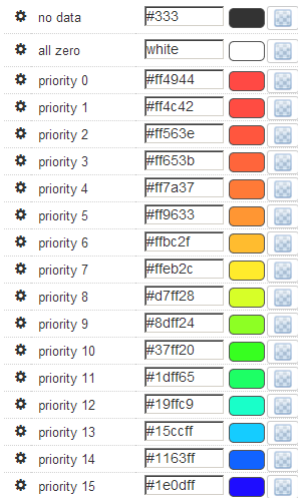 no data #333
all zero white
priority 0 #ff4944
priority 1 #ff4c42
priority 2 #ff563e
priority 3 #ff653b
priority 4 #ff7a37
priority 5 #ff9633
priority 6 #ffbc2f
priority 7 #ffeb2c
priority 8 #d7ff28
priority 9 #8dff24
priority 10 #37ff20
priority 11 #1dff65
priority 12 #19ffc9
priority 13 #15ccff
priority 14 #1163ff
priority 15 #1e0dff